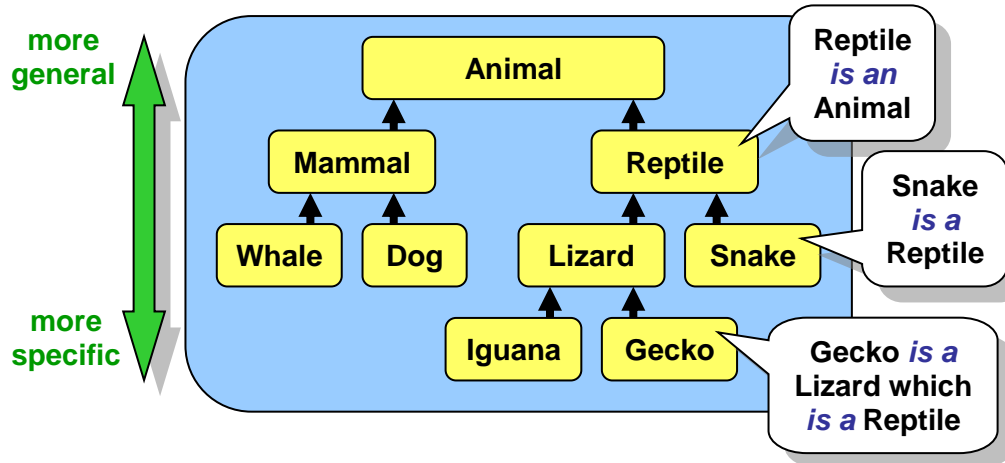 more
general
Animal
Reptile
is an
Animal
Mammal
Reptile
Snake
is a
Reptile
Whale
Dog
Lizard
Snake
more
specific
Iguana
Gecko
Gecko is a
Lizard which
is a Reptile